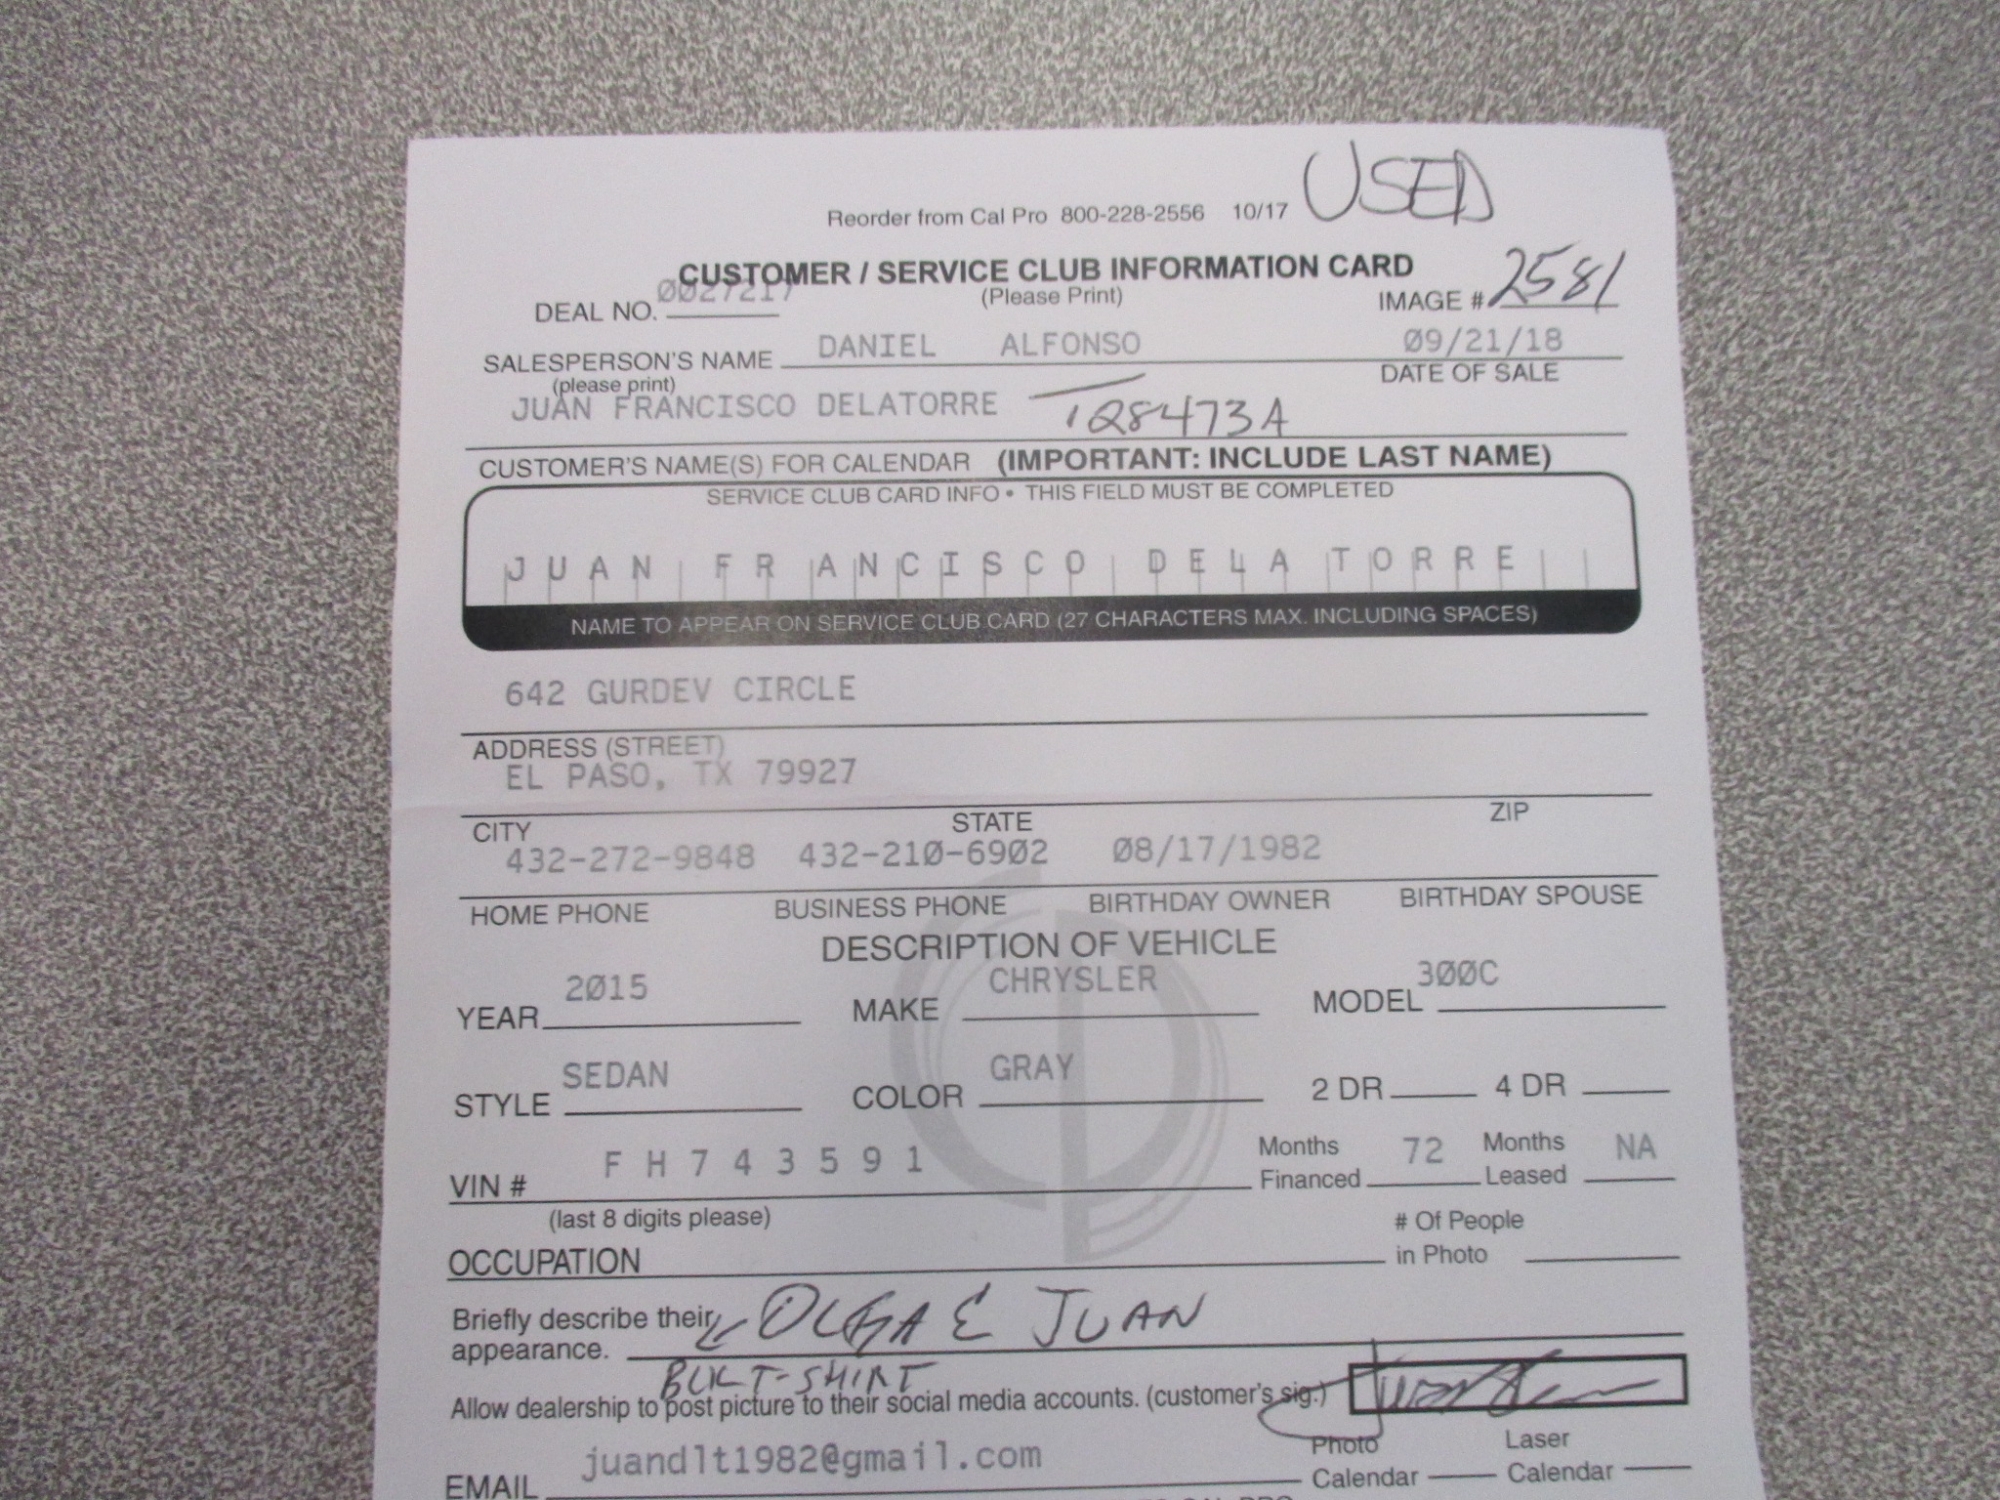 USED
Reorder from Cal Pro 800-228-2556 10/17
CUSTOMER / SERVICE CLUB INFORMATION CARD
DEAL NO. 0027217 (Please Print) IMAGE # 2581
SALESPERSON'S NAME DANIEL ALFONSO 09/21/18
(please print) DATE OF SALE
JUAN FRANCISCO DELATORRE T28473A
CUSTOMER'S NAME(S) FOR CALENDAR (IMPORTANT: INCLUDE LAST NAME)
SERVICE CLUB CARD INFO • THIS FIELD MUST BE COMPLETED
JUAN FRANCISCO DELATORRE
NAME TO APPEAR ON SERVICE CLUB CARD (27 CHARACTERS MAX. INCLUDING SPACES)
642 GURDEV CIRCLE
ADDRESS (STREET)
EL PASO, TX 79927
CITY STATE ZIP
432-272-9848 432-210-6902 08/17/1982
HOME PHONE BUSINESS PHONE BIRTHDAY OWNER BIRTHDAY SPOUSE
DESCRIPTION OF VEHICLE
YEAR 2015 MAKE CHRYSLER MODEL 300C
STYLE SEDAN COLOR GRAY 2 DR 4 DR
VIN # FH743591 Months Financed 72 Months Leased NA
(last 8 digits please)
OCCUPATION # Of People in Photo
Briefly describe their appearance. OLGA & JUAN
BLK T-SHIRT
Allow dealership to post picture to their social media accounts. (customer's sig.)
EMAIL juandlt1982@gmail.com Photo Calendar Laser Calendar